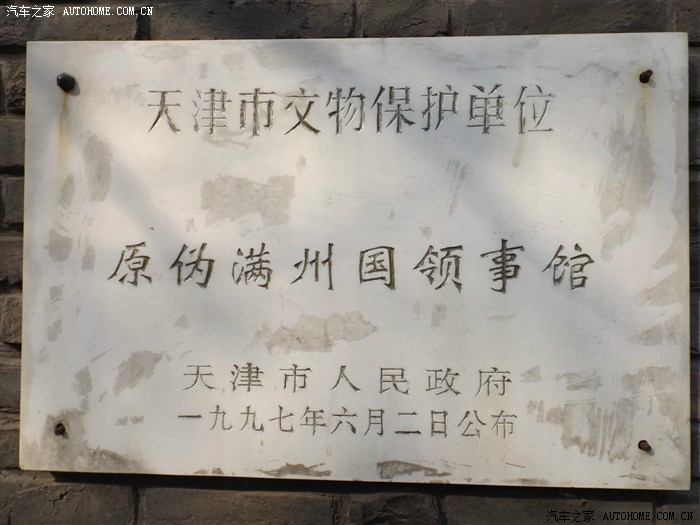 汽车之家 AUTOHOME.COM.CN
天津市文物保护单位
原伪满州国领事馆
天津市人民政府
一九九七年六月二日公布
汽车之家 AUTOHOME.COM.CN